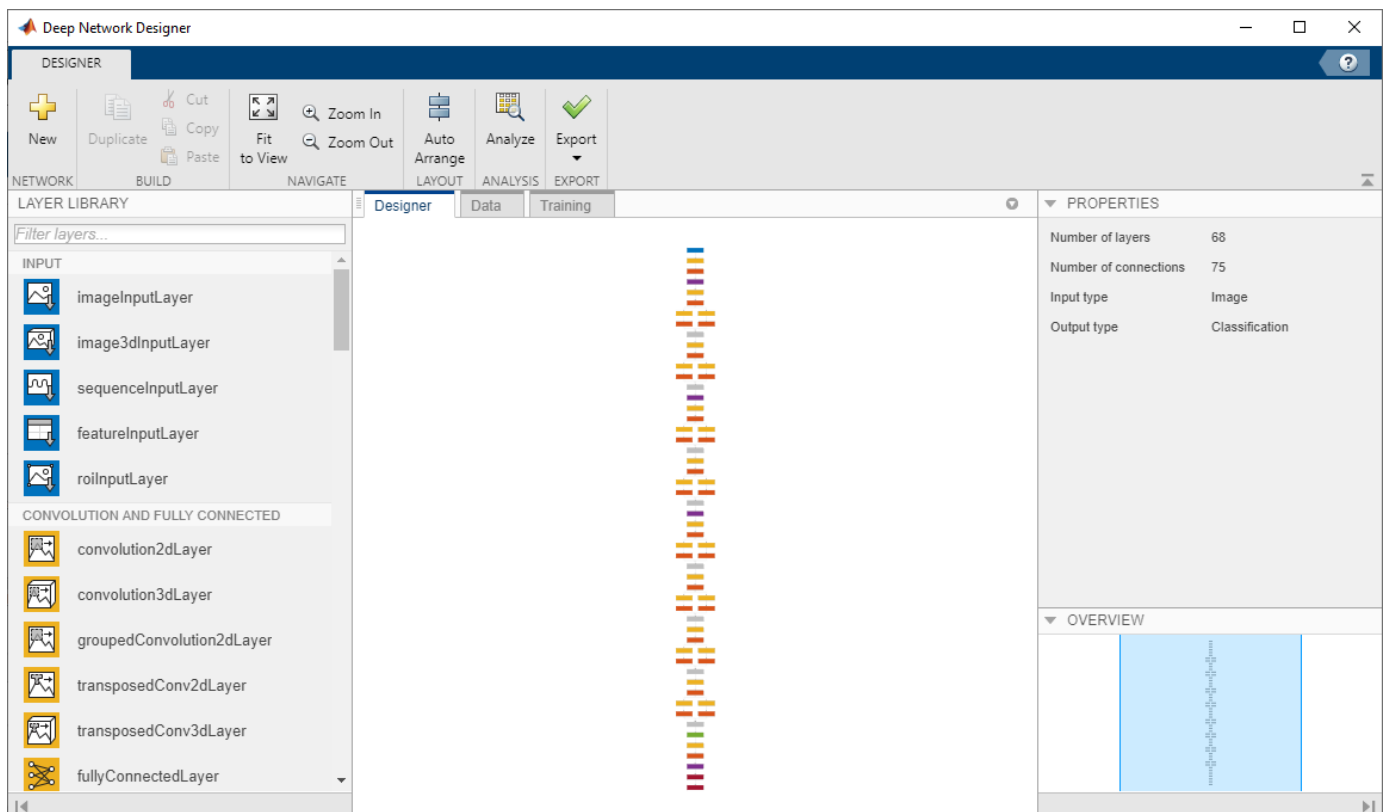 Deep Network Designer
DESIGNER
?
New
Duplicate
Cut
Copy
Paste
Fit
to View
Zoom In
Zoom Out
Auto
Arrange
Analyze
Export
NETWORK
BUILD
NAVIGATE
LAYOUT
ANALYSIS
EXPORT
LAYER LIBRARY
Filter layers...
INPUT
imageInputLayer
image3dInputLayer
sequenceInputLayer
featureInputLayer
roiInputLayer
CONVOLUTION AND FULLY CONNECTED
convolution2dLayer
convolution3dLayer
groupedConvolution2dLayer
transposedConv2dLayer
transposedConv3dLayer
fullyConnectedLayer
Designer
Data
Training
PROPERTIES
Number of layers 68
Number of connections 75
Input type Image
Output type Classification
OVERVIEW